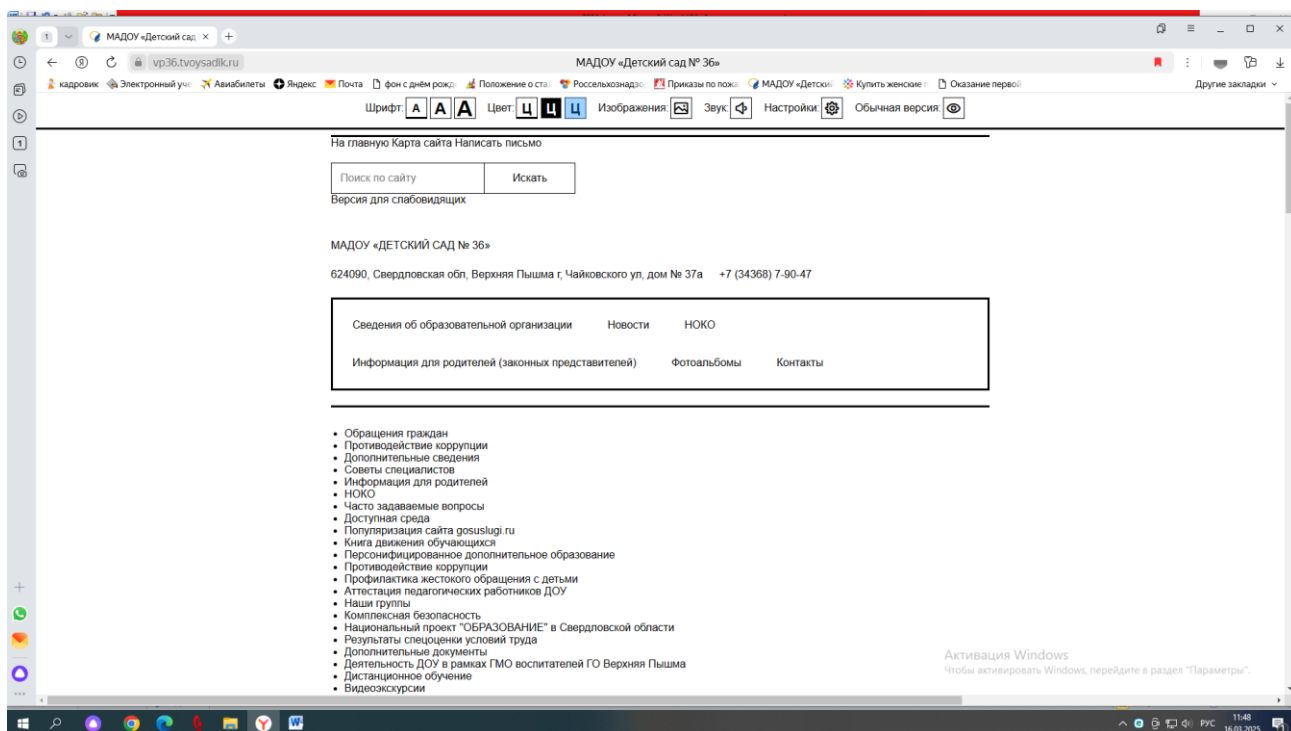 1 МАДОУ «Детский сад
vp36.tvoysadik.ru МАДОУ «Детский сад № 36»
кадровик Электронный уче Авиабилеты Яндекс Почта фон с днём рожд Положение о ста Россельхознадзо Приказы по пожа МАДОУ «Детский Купить женские п Оказание первой Другие закладки
Шрифт: А А А Цвет: Ц Ц Ц Изображения: Звук: Настройки: Обычная версия:
1
На главную Карта сайта Написать письмо
Поиск по сайту Искать
Версия для слабовидящих
МАДОУ «ДЕТСКИЙ САД № 36»
624090, Свердловская обл, Верхняя Пышма г, Чайковского ул, дом № 37а +7 (34368) 7-90-47
Сведения об образовательной организации Новости НОКО
Информация для родителей (законных представителей) Фотоальбомы Контакты
• Обращения граждан
• Противодействие коррупции
• Дополнительные сведения
• Советы специалистов
• Информация для родителей
• НОКО
• Часто задаваемые вопросы
• Доступная среда
• Популяризация сайта gosuslugi.ru
• Книга движения обучающихся
• Персонифицированное дополнительное образование
• Противодействие коррупции
• Профилактика жестокого обращения с детьми
• Аттестация педагогических работников ДОУ
• Наши группы
• Комплексная безопасность
• Национальный проект "ОБРАЗОВАНИЕ" в Свердловской области
• Результаты спецоценки условий труда
• Дополнительные документы
• Деятельность ДОУ в рамках ГМО воспитателей ГО Верхняя Пышма
• Дистанционное обучение
• Видеоэкскурсии
Активация Windows
Чтобы активировать Windows, перейдите в раздел "Параметры".
РУС 11:48
16.03.2025